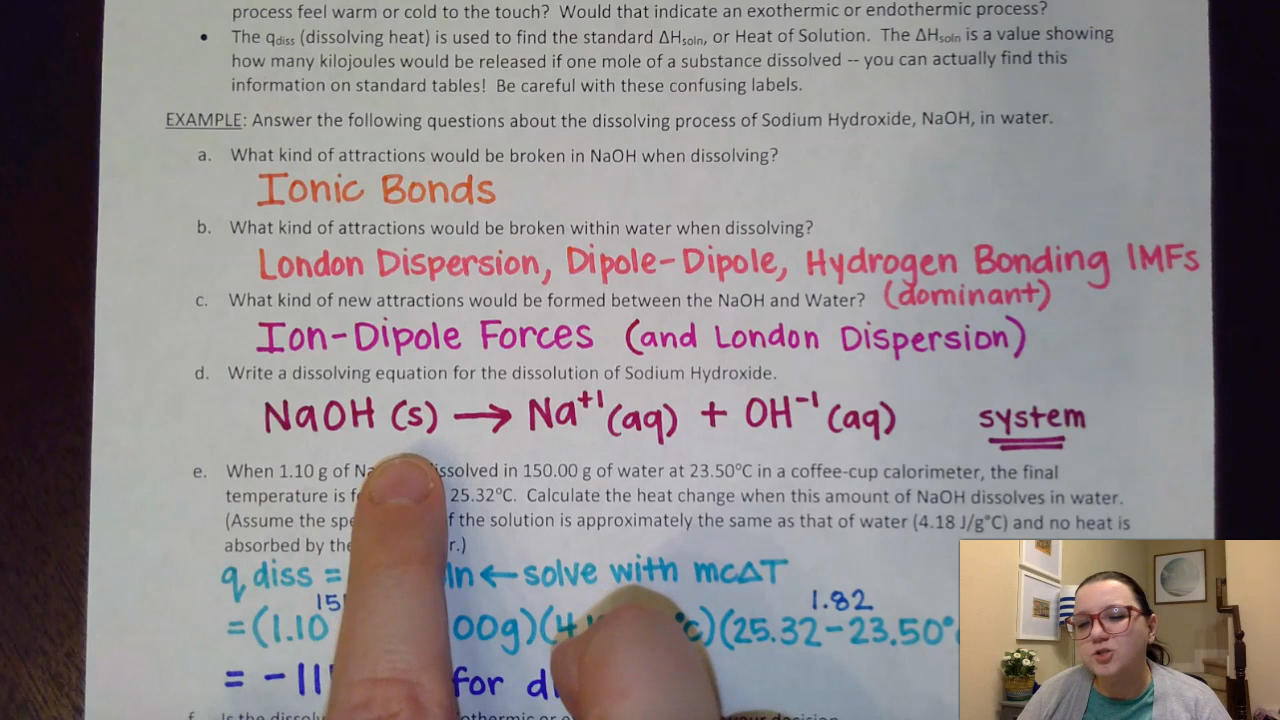 process feel warm or cold to the touch? Would that indicate an exothermic or endothermic process?
• The qdiss (dissolving heat) is used to find the standard ΔHsoln, or Heat of Solution. The ΔHsoln is a value showing
how many kilojoules would be released if one mole of a substance dissolved -- you can actually find this
information on standard tables! Be careful with these confusing labels.
EXAMPLE: Answer the following questions about the dissolving process of Sodium Hydroxide, NaOH, in water.
a. What kind of attractions would be broken in NaOH when dissolving?
Ionic Bonds
b. What kind of attractions would be broken within water when dissolving?
London Dispersion, Dipole-Dipole, Hydrogen Bonding IMFs
(dominant)
c. What kind of new attractions would be formed between the NaOH and Water?
Ion-Dipole Forces (and London Dispersion)
d. Write a dissolving equation for the dissolution of Sodium Hydroxide.
NaOH (s) → Na+1 (aq) + OH-1 (aq) system
e. When 1.10 g of dissolved in 150.00 g of water at 23.50°C in a coffee-cup calorimeter, the final
temperature is 25.32°C. Calculate the heat change when this amount of NaOH dissolves in water.
(Assume the of the solution is approximately the same as that of water (4.18 J/g°C) and no heat is
absorbed by the
q diss = ← solve with mcΔT
1.82
= (1.10 00g)( )(25.32-23.50°
= -11 for